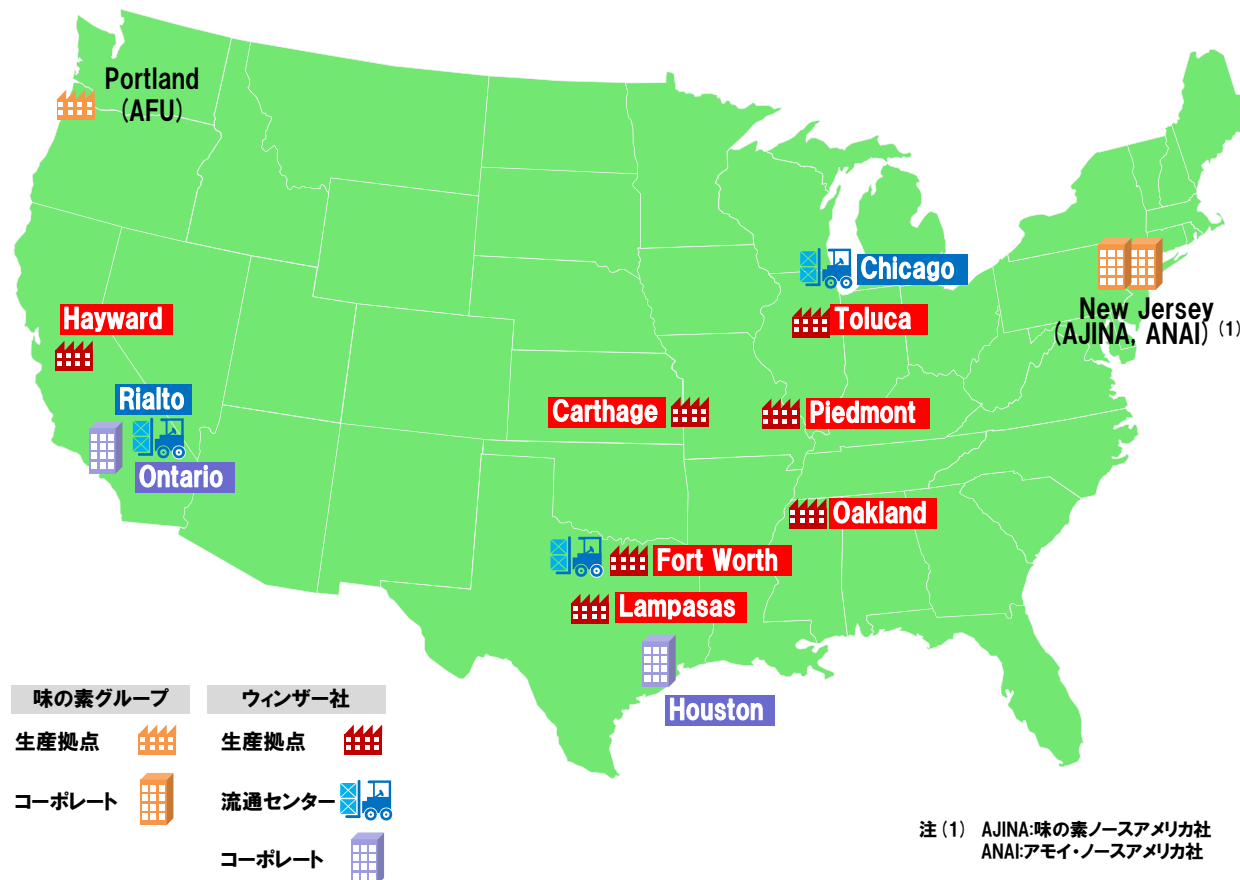 Portland
(AFU)
Chicago
Toluca
New Jersey
(AJINA, ANAI) (1)
Hayward
Rialto
Ontario
Carthage
Piedmont
Oakland
Fort Worth
Lampasas
Houston
味の素グループ
生産拠点
コーポレート
ウィンザー社
生産拠点
流通センター
コーポレート
注(1) AJINA:味の素ノースアメリカ社
ANAI:アモイ・ノースアメリカ社